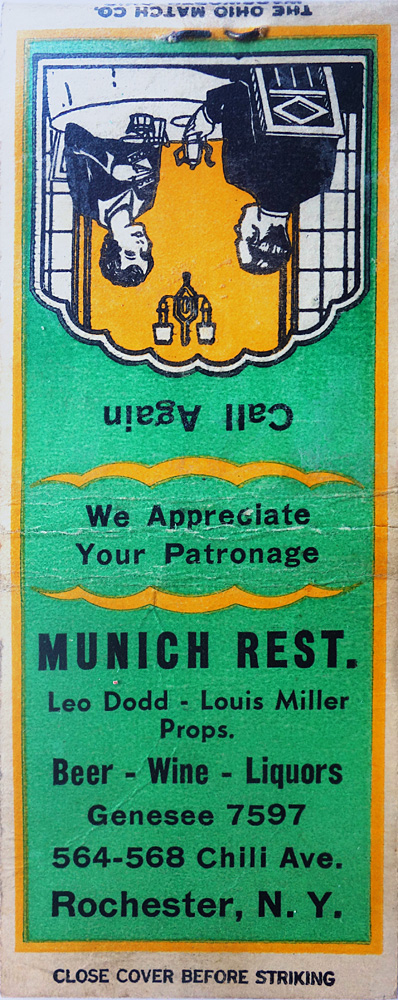 THE OHIO MATCH CO.
Call Again
We Appreciate
Your Patronage
MUNICH REST.
Leo Dodd - Louis Miller
Props.
Beer - Wine - Liquors
Genesee 7597
564-568 Chili Ave.
Rochester, N. Y.
CLOSE COVER BEFORE STRIKING